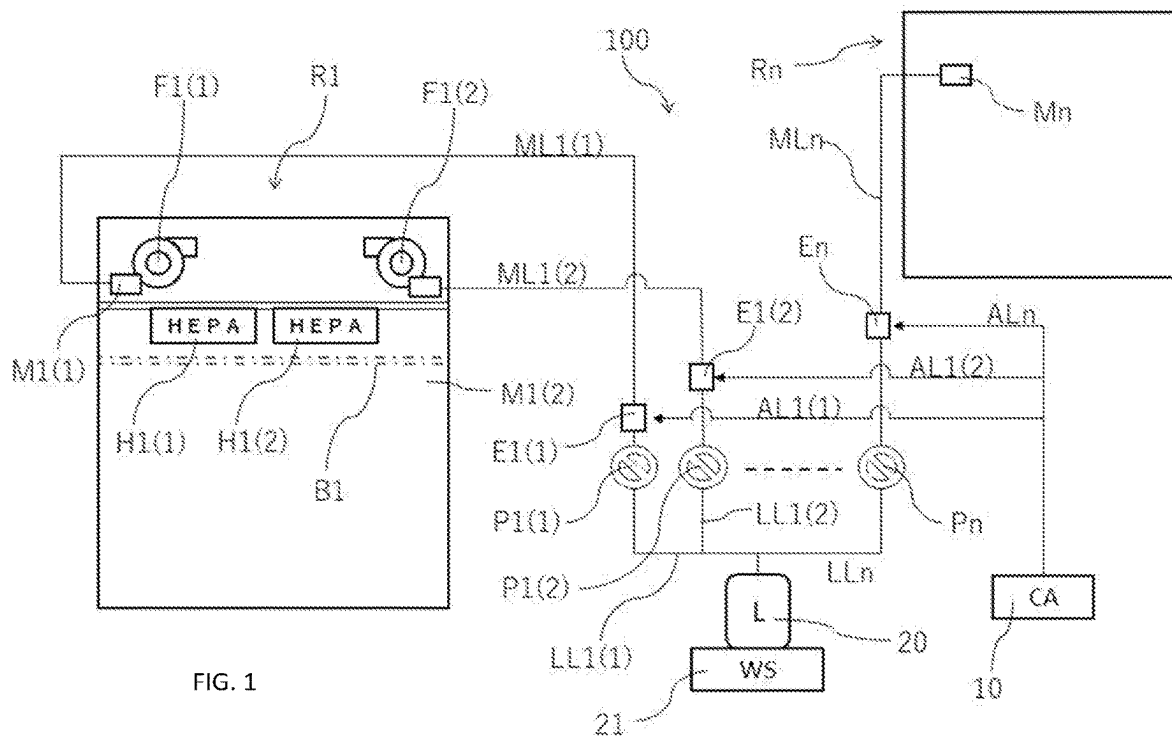 100
Rn
F1(1)
R1
F1(2)
Mn
ML1(1)
MLn
En
ML1(2)
E1(2)
ALn
HEPA HEPA
M1(1)
M1(2)
AL1(2)
AL1(1)
H1(1)
H1(2)
E1(1)
B1
P1(1)
LL1(2)
Pn
P1(2)
LLn
L
CA
20
LL1(1)
WS
10
FIG. 1
21